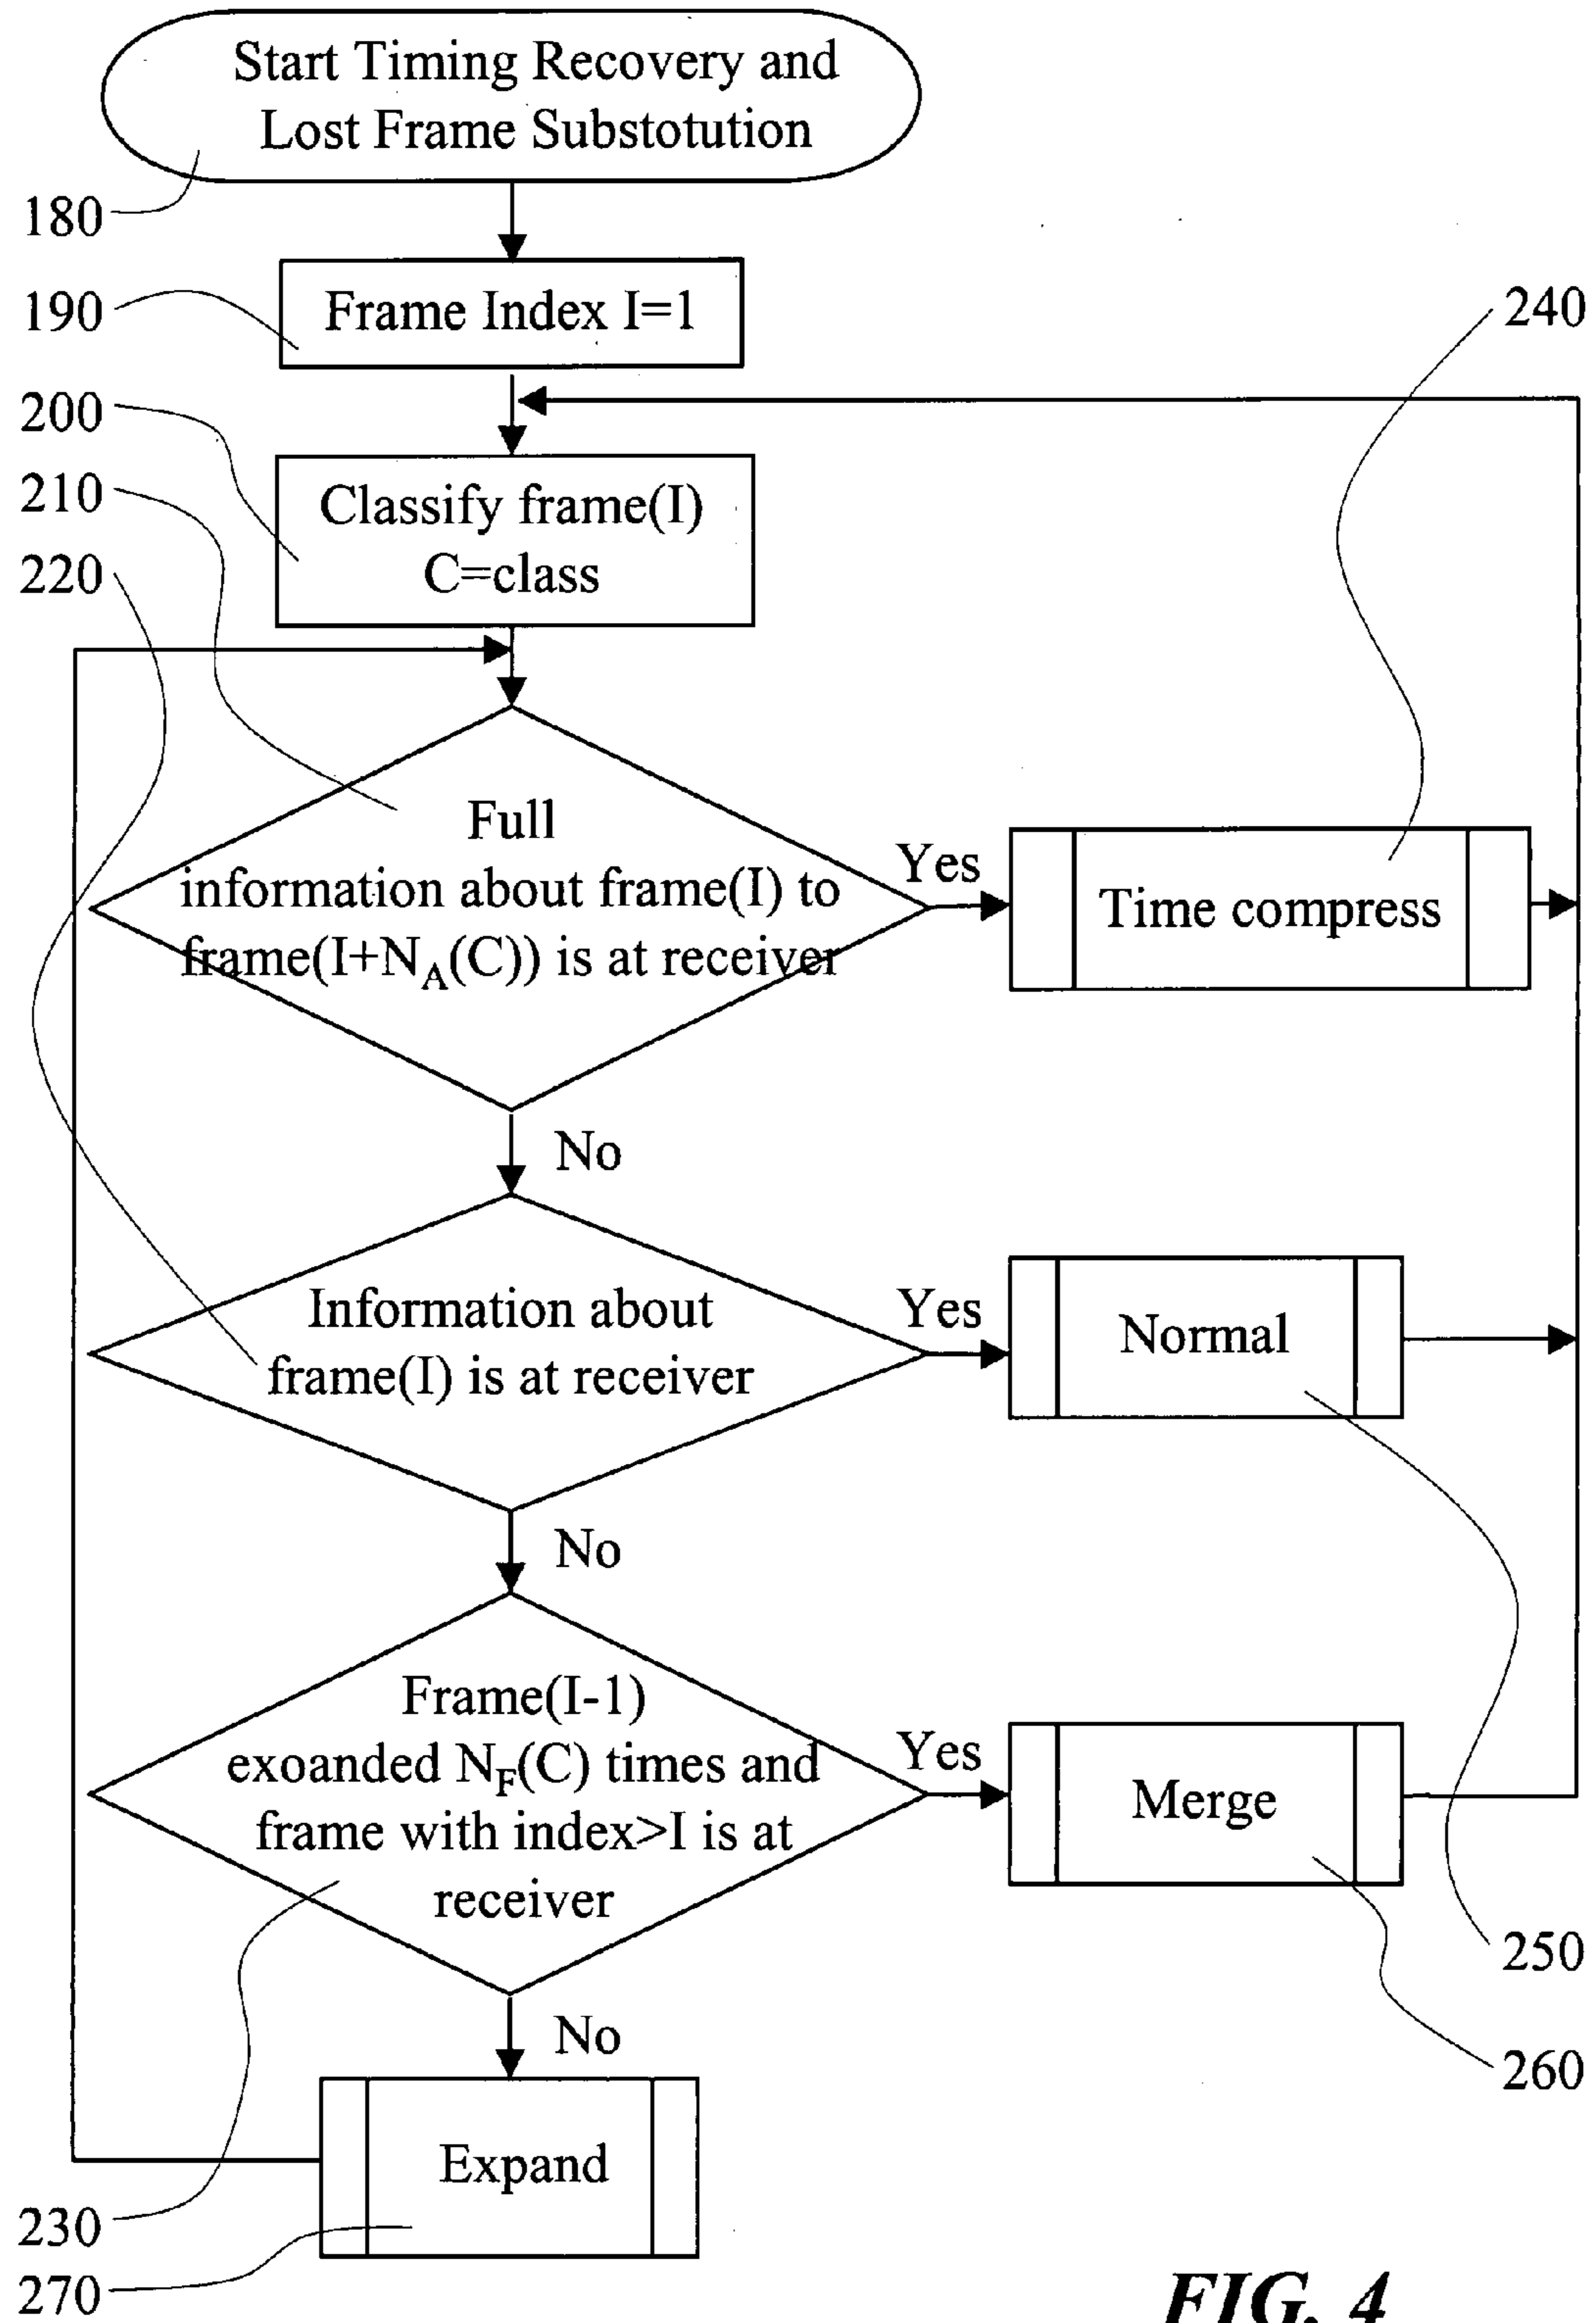 Start Timing Recovery and
Lost Frame Substotution
180
190
Frame Index I=1
240
200
210
Classify frame(I)
C=class
220
Full
information about frame(I) to
frame(I+N_A(C)) is at receiver
Yes
Time compress
No
Information about
frame(I) is at receiver
Yes
Normal
No
Frame(I-1)
exoanded N_F(C) times and
frame with index>I is at
receiver
Yes
Merge
250
260
No
Expand
230
270
FIG. 4